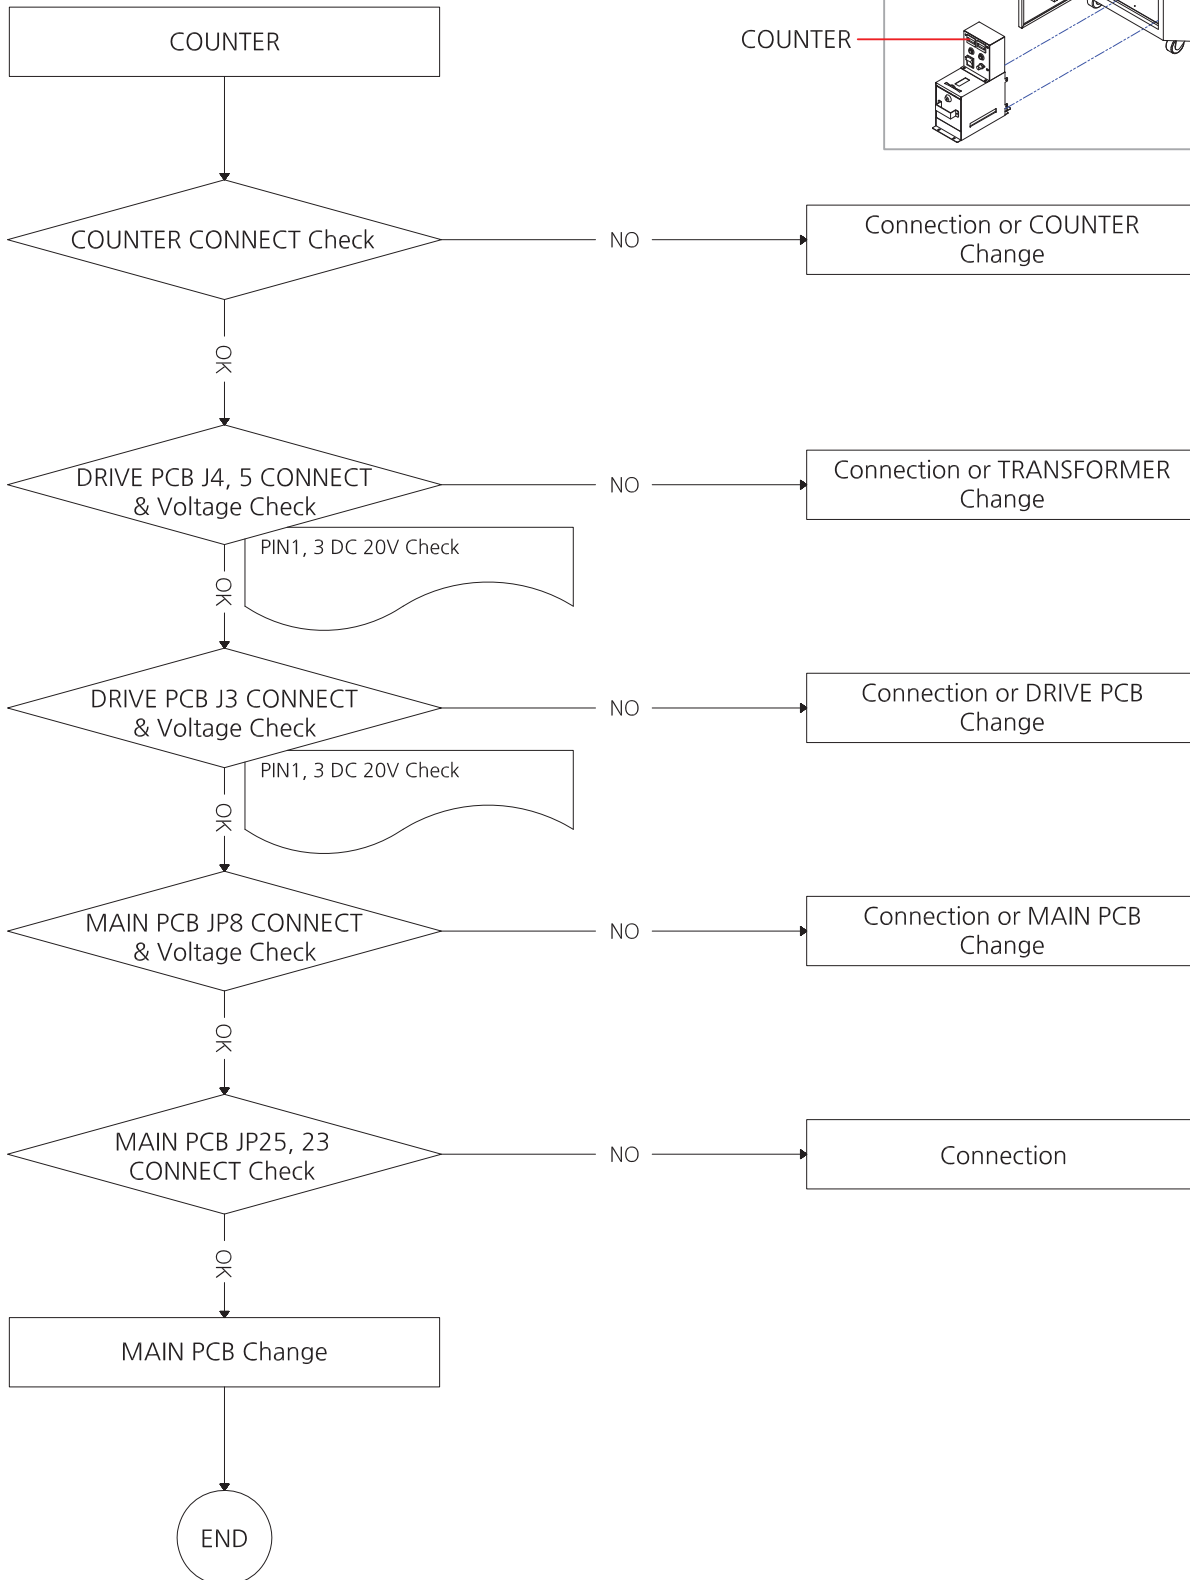 COUNTER
COUNTER
COUNTER CONNECT Check
NO
Connection or COUNTER
Change
OK
DRIVE PCB J4, 5 CONNECT
& Voltage Check
NO
Connection or TRANSFORMER
Change
PIN1, 3 DC 20V Check
OK
DRIVE PCB J3 CONNECT
& Voltage Check
NO
Connection or DRIVE PCB
Change
PIN1, 3 DC 20V Check
OK
MAIN PCB JP8 CONNECT
& Voltage Check
NO
Connection or MAIN PCB
Change
OK
MAIN PCB JP25, 23
CONNECT Check
NO
Connection
OK
MAIN PCB Change
END